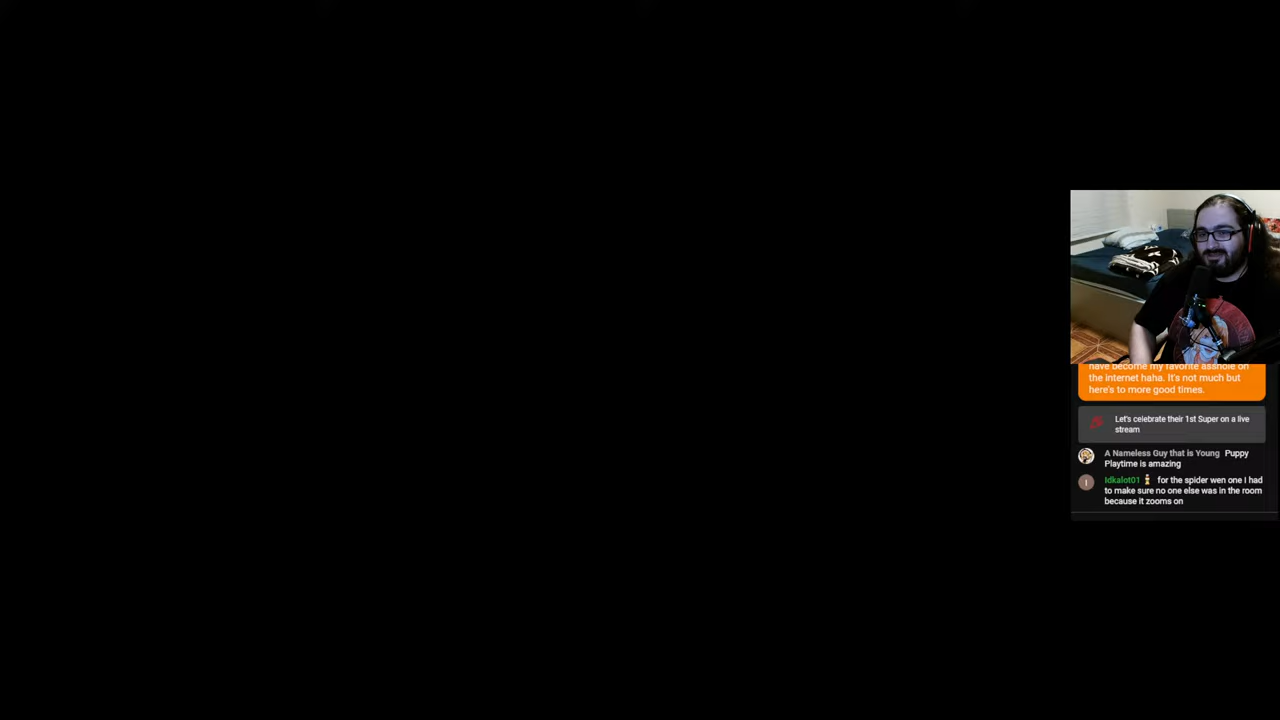 have become my favorite asshole on
the internet haha. It's not much but
here's to more good times.
Let's celebrate their 1st Super on a live
stream
A Nameless Guy that is Young Puppy
Playtime is amazing
Idkalot01 for the spider wen one I had
to make sure no one else was in the room
because it zooms on